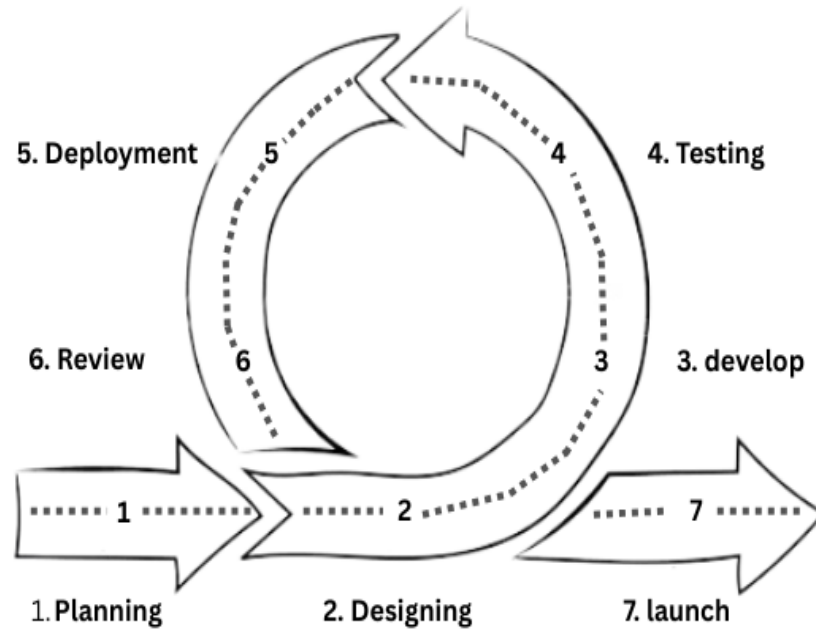 5. Deployment
5
4
4. Testing
6. Review
6
3
3. develop
1
2
7
1. Planning
2. Designing
7. launch